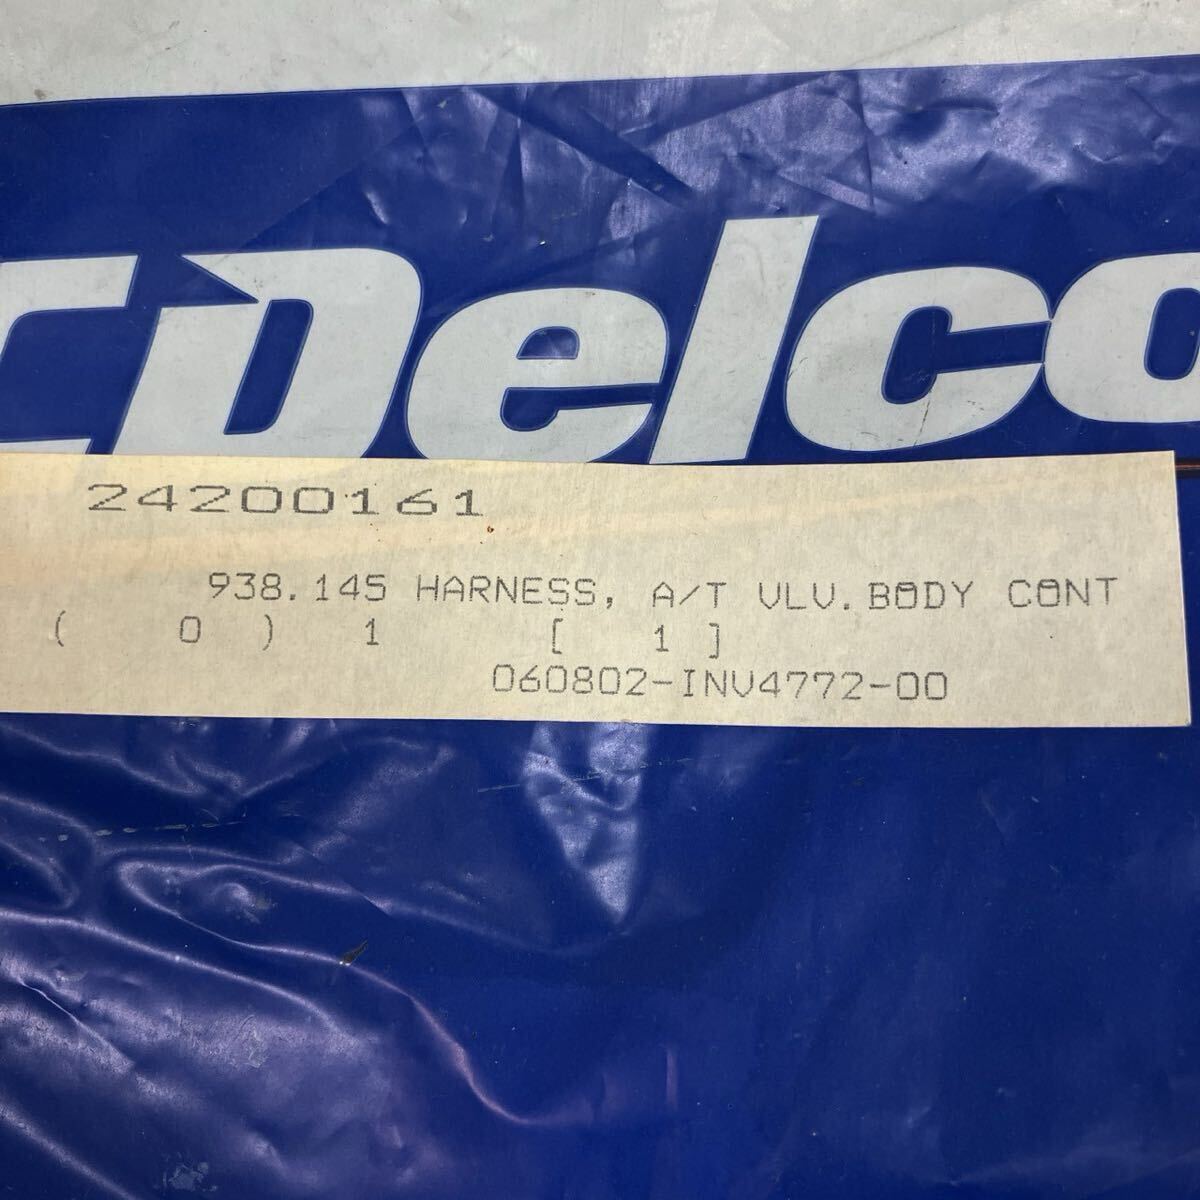 CDelco
24200161
938.145 HARNESS, A/T VLV.BODY CONT
( 0 ) 1 [ 1 ]
060802-INV4772-00